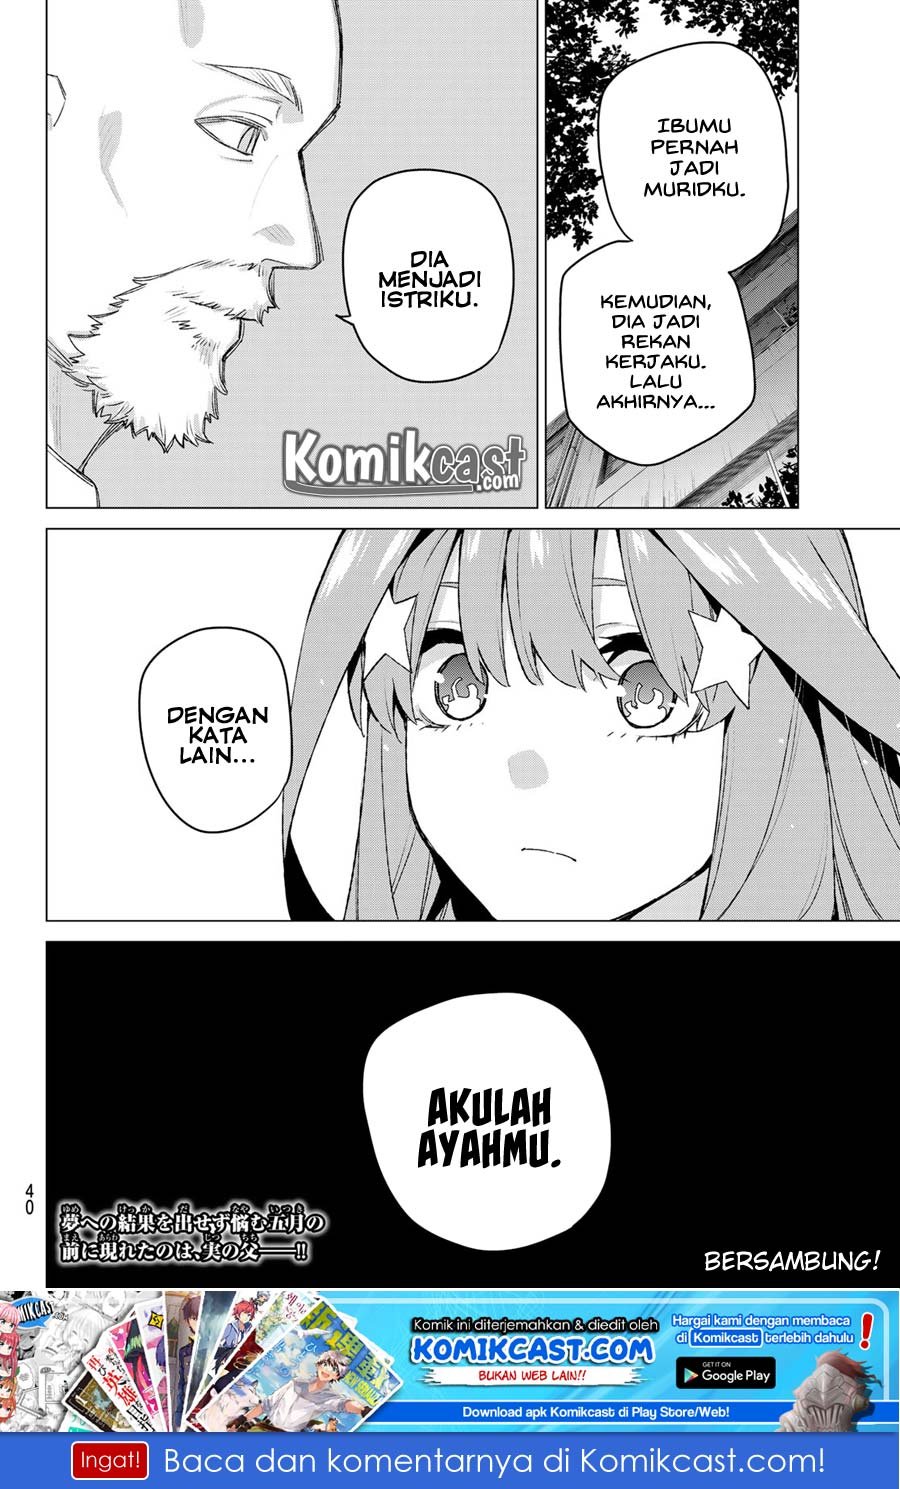 IBUMU
PERNAH
JADI
MURIDKU.
KEMUDIAN,
DIA JADI
REKAN
KERJAKU.
LALU
AKHIRNYA...
DIA
MENJADI
ISTRIKU.
Komikcast
.com
DENGAN
KATA
LAIN...
AKULAH
AYAHMU.
40
夢への結果を出せず悩む五月の
前に現れたのは、実の父――!!
BERSAMBUNG!
Komik ini diterjemahkan & diedit oleh
KOMIKCAST.COM
BUKAN WEB LAIN!!
Hargai kami dengan membaca
di Komikcast terlebih dahulu !
GET IT ON
Google Play
Download apk Komikcast di Play Store/Web!
Ingat! Baca dan komentarnya di Komikcast.com!